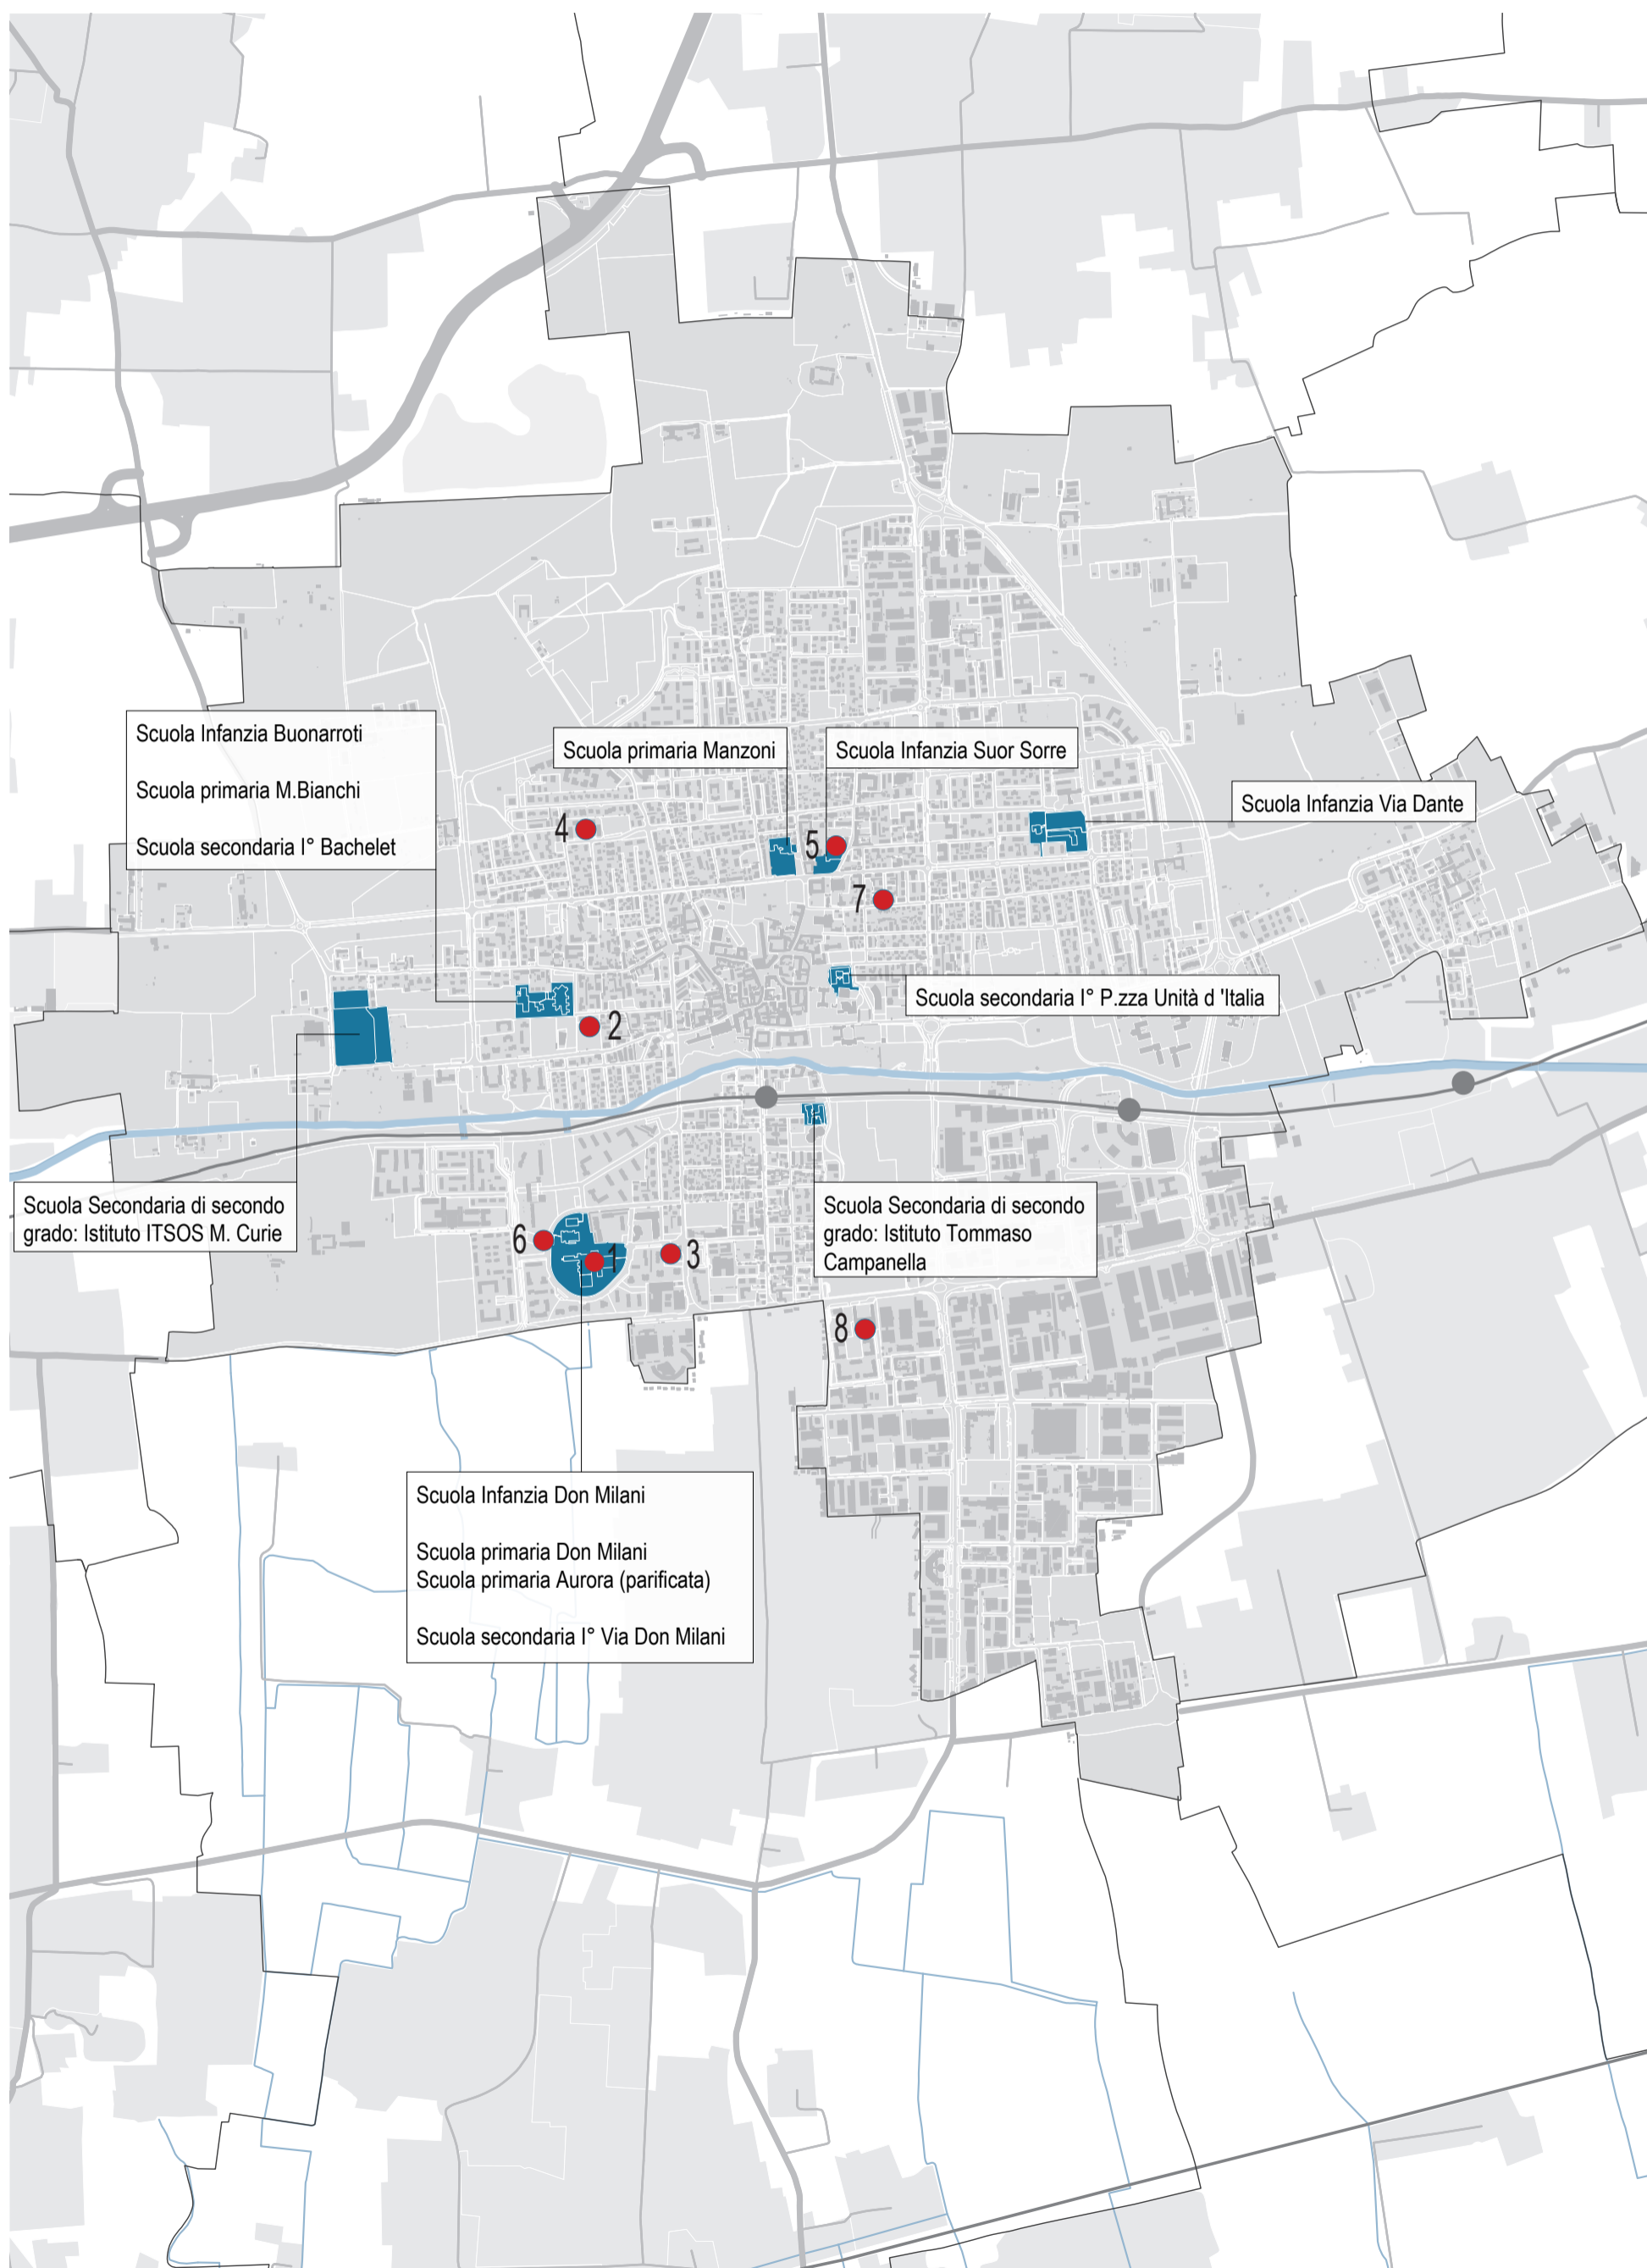 Scuola Infanzia Buonarroti
Scuola primaria M.Bianchi
Scuola secondaria I° Bachelet
Scuola primaria Manzoni
Scuola Infanzia Suor Sorre
Scuola Infanzia Via Dante
4
5
7
Scuola secondaria I° P.zza Unità d 'Italia
2
Scuola Secondaria di secondo
grado: Istituto ITSOS M. Curie
Scuola Secondaria di secondo
grado: Istituto Tommaso
Campanella
6
1
3
8
Scuola Infanzia Don Milani
Scuola primaria Don Milani
Scuola primaria Aurora (parificata)
Scuola secondaria I° Via Don Milani